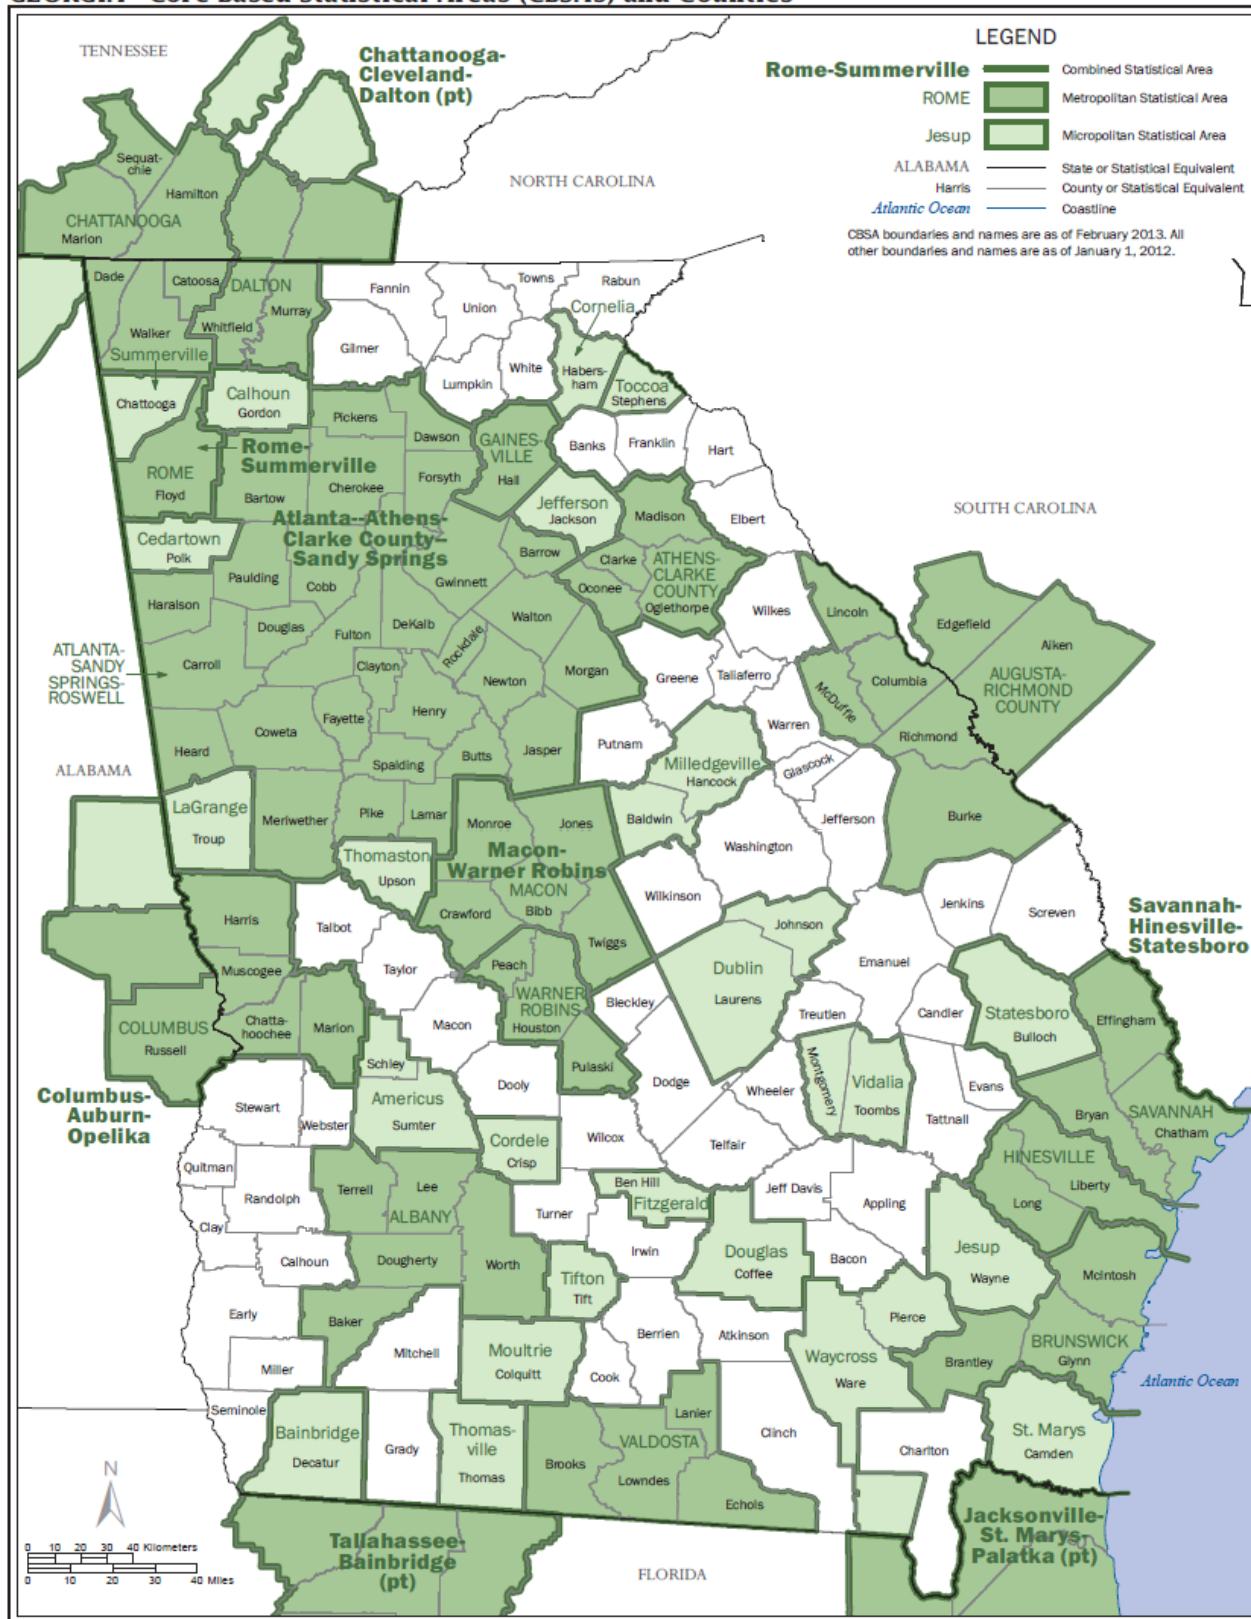 GEORGIA - Core Based Statistical Areas (CBSAs) and Counties
TENNESSEE
Chattanooga-
Cleveland-
Dalton (pt)
LEGEND
Rome-Summerville
Combined Statistical Area
ROME
Metropolitan Statistical Area
Jesup
Micropolitan Statistical Area
ALABAMA
State or Statistical Equivalent
Harris
County or Statistical Equivalent
Atlantic Ocean
Coastline
CBSA boundaries and names are as of February 2013. All
other boundaries and names are as of January 1, 2012.
NORTH CAROLINA
Sequat-
chie
Hamilton
CHATTANOOGA
Marion
Dade
Catoosa
DALTON
Murray
Whitfield
Walker
Summerville
Chattooga
Calhoun
Gordon
Fannin
Gilmer
Union
Towns
Rabun
Cornelia
Lumpkin
White
Habers-
ham
Toccoa
Stephens
Pickens
Dawson
GAINES-
VILLE
Hall
Banks
Franklin
Hart
Rome-
Summerville
ROME
Floyd
Bartow
Cherokee
Forsyth
Jefferson
Jackson
Madison
Elbert
SOUTH CAROLINA
Atlanta--Athens-
Clarke County--
Sandy Springs
Cedartown
Polk
Barrow
Clarke
ATHENS-
CLARKE
COUNTY
Oconee
Oglethorpe
Paulding
Cobb
Gwinnett
Haralson
Douglas
Fulton
DeKalb
Rockdale
Walton
Wilkes
Lincoln
Edgefield
Aiken
ATLANTA-
SANDY
SPRINGS-
ROSWELL
Carroll
Clayton
Newton
Morgan
Greene
Taliaferro
McDuffie
Columbia
AUGUSTA-
RICHMOND
COUNTY
Coweta
Fayette
Henry
Warren
Richmond
Heard
Spalding
Butts
Jasper
Putnam
Milledgeville
Hancock
Glascock
ALABAMA
LaGrange
Troup
Meriwether
Pike
Lamar
Monroe
Jones
Baldwin
Washington
Jefferson
Burke
Thomaston
Upson
Macon-
Warner Robins
MACON
Bibb
Crawford
Wilkinson
Jenkins
Screven
Savannah-
Hinesville-
Statesboro
Harris
Talbot
Twiggs
Johnson
Muscogee
Taylor
Peach
Dublin
Laurens
Emanuel
COLUMBUS
Russell
Chatta-
hoochee
Marion
Macon
WARNER
ROBINS
Houston
Bleckley
Treutlen
Candler
Statesboro
Bulloch
Effingham
Columbus-
Auburn-
Opelika
Schley
Pulaski
Dodge
Wheeler
Montgomery
Vidalia
Toombs
Evans
Stewart
Webster
Americus
Sumter
Dooly
Tattnall
Bryan
SAVANNAH
Chatham
Cordele
Crisp
Wilcox
Telfair
Quitman
Randolph
Terrell
Lee
ALBANY
Ben Hill
Fitzgerald
Jeff Davis
Appling
HINESVILLE
Liberty
Long
Clay
Turner
Calhoun
Dougherty
Worth
Irwin
Douglas
Coffee
Bacon
Jesup
Wayne
McIntosh
Tifton
Tift
Early
Baker
Mitchell
Moultrie
Colquitt
Berrien
Atkinson
Pierce
Brantley
BRUNSWICK
Glynn
Miller
Cook
Waycross
Ware
Atlantic Ocean
Seminole
Bainbridge
Decatur
Grady
Thomas-
ville
Thomas
Brooks
VALDOSTA
Lowndes
Lanier
Echols
Clinch
Charlton
St. Marys
Camden
N
0 10 20 30 40 Kilometers
0 10 20 30 40 Miles
Tallahassee-
Bainbridge
(pt)
FLORIDA
Jacksonville-
St. Marys-
Palatka (pt)